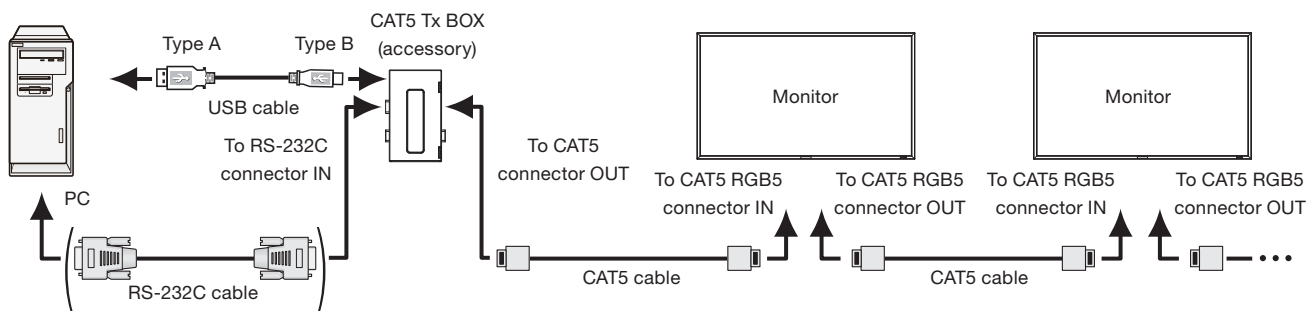 CAT5 Tx BOX
(accessory)
Type A
Type B
USB cable
To RS-232C
connector IN
PC
RS-232C cable
To CAT5
connector OUT
Monitor
Monitor
To CAT5 RGB5
connector IN
To CAT5 RGB5
connector OUT
To CAT5 RGB5
connector IN
To CAT5 RGB5
connector OUT
CAT5 cable
CAT5 cable